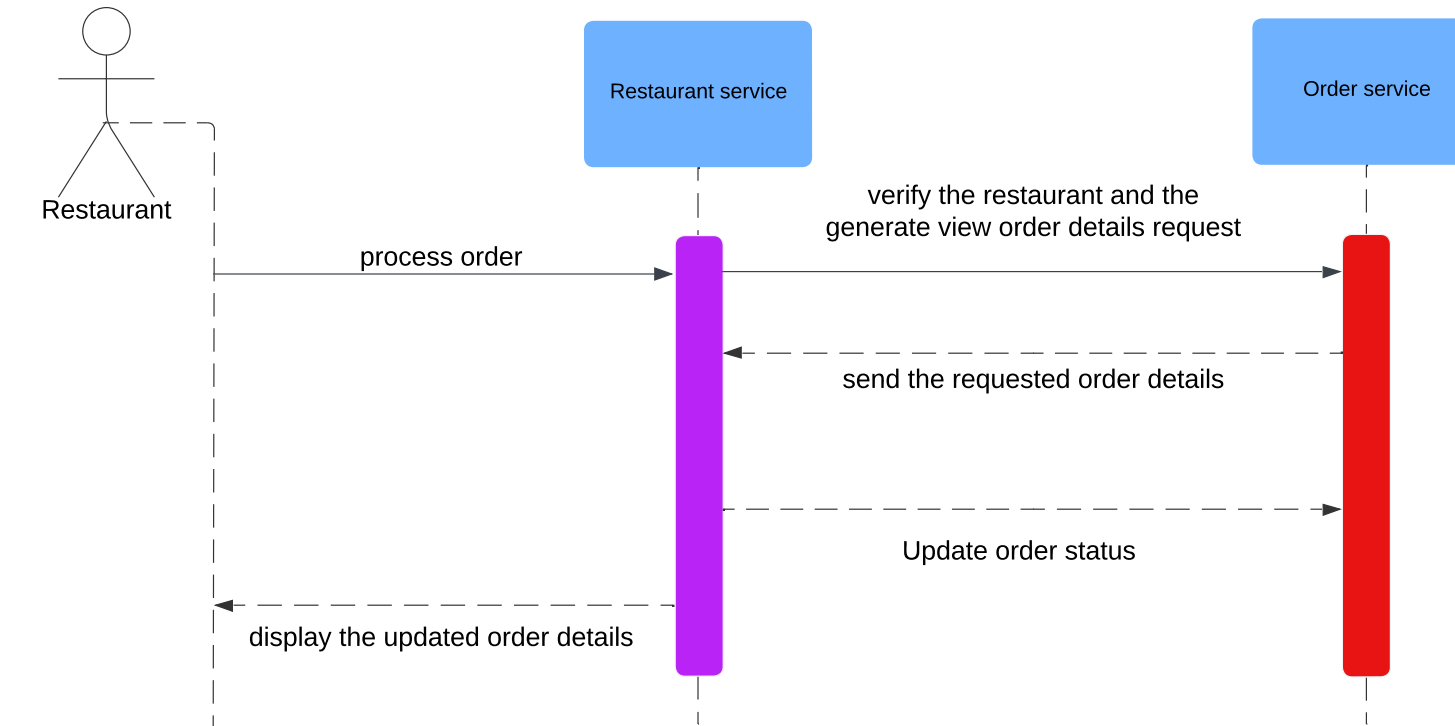 Restaurant service
Order service
Restaurant
verify the restaurant and the
generate view order details request
process order
send the requested order details
Update order status
display the updated order details